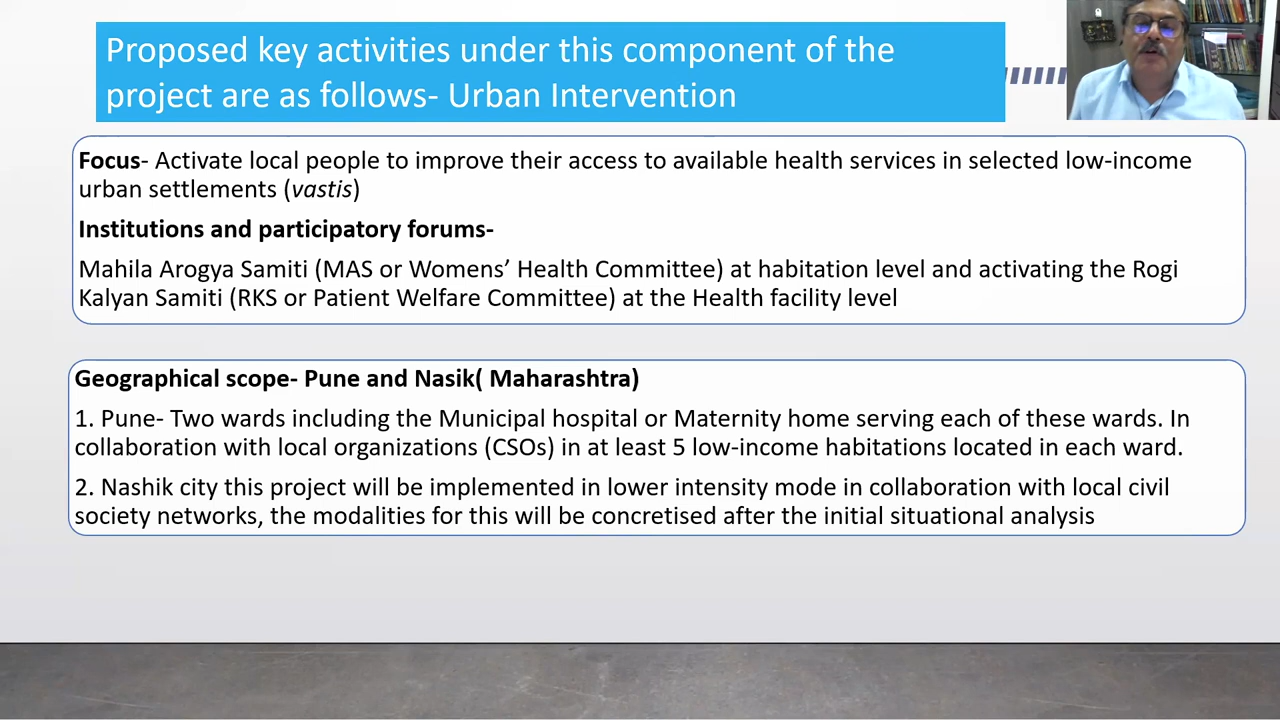 Proposed key activities under this component of the
project are as follows- Urban Intervention
Focus- Activate local people to improve their access to available health services in selected low-income
urban settlements (vastis)
Institutions and participatory forums-
Mahila Arogya Samiti (MAS or Womens’ Health Committee) at habitation level and activating the Rogi
Kalyan Samiti (RKS or Patient Welfare Committee) at the Health facility level
Geographical scope- Pune and Nasik( Maharashtra)
1. Pune- Two wards including the Municipal hospital or Maternity home serving each of these wards. In
collaboration with local organizations (CSOs) in at least 5 low-income habitations located in each ward.
2. Nashik city this project will be implemented in lower intensity mode in collaboration with local civil
society networks, the modalities for this will be concretised after the initial situational analysis